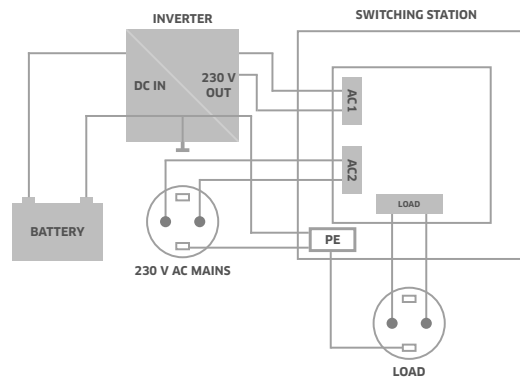 INVERTER
SWITCHING STATION
DC IN
230 V
OUT
AC1
AC2
LOAD
BATTERY
PE
230 V AC MAINS
LOAD